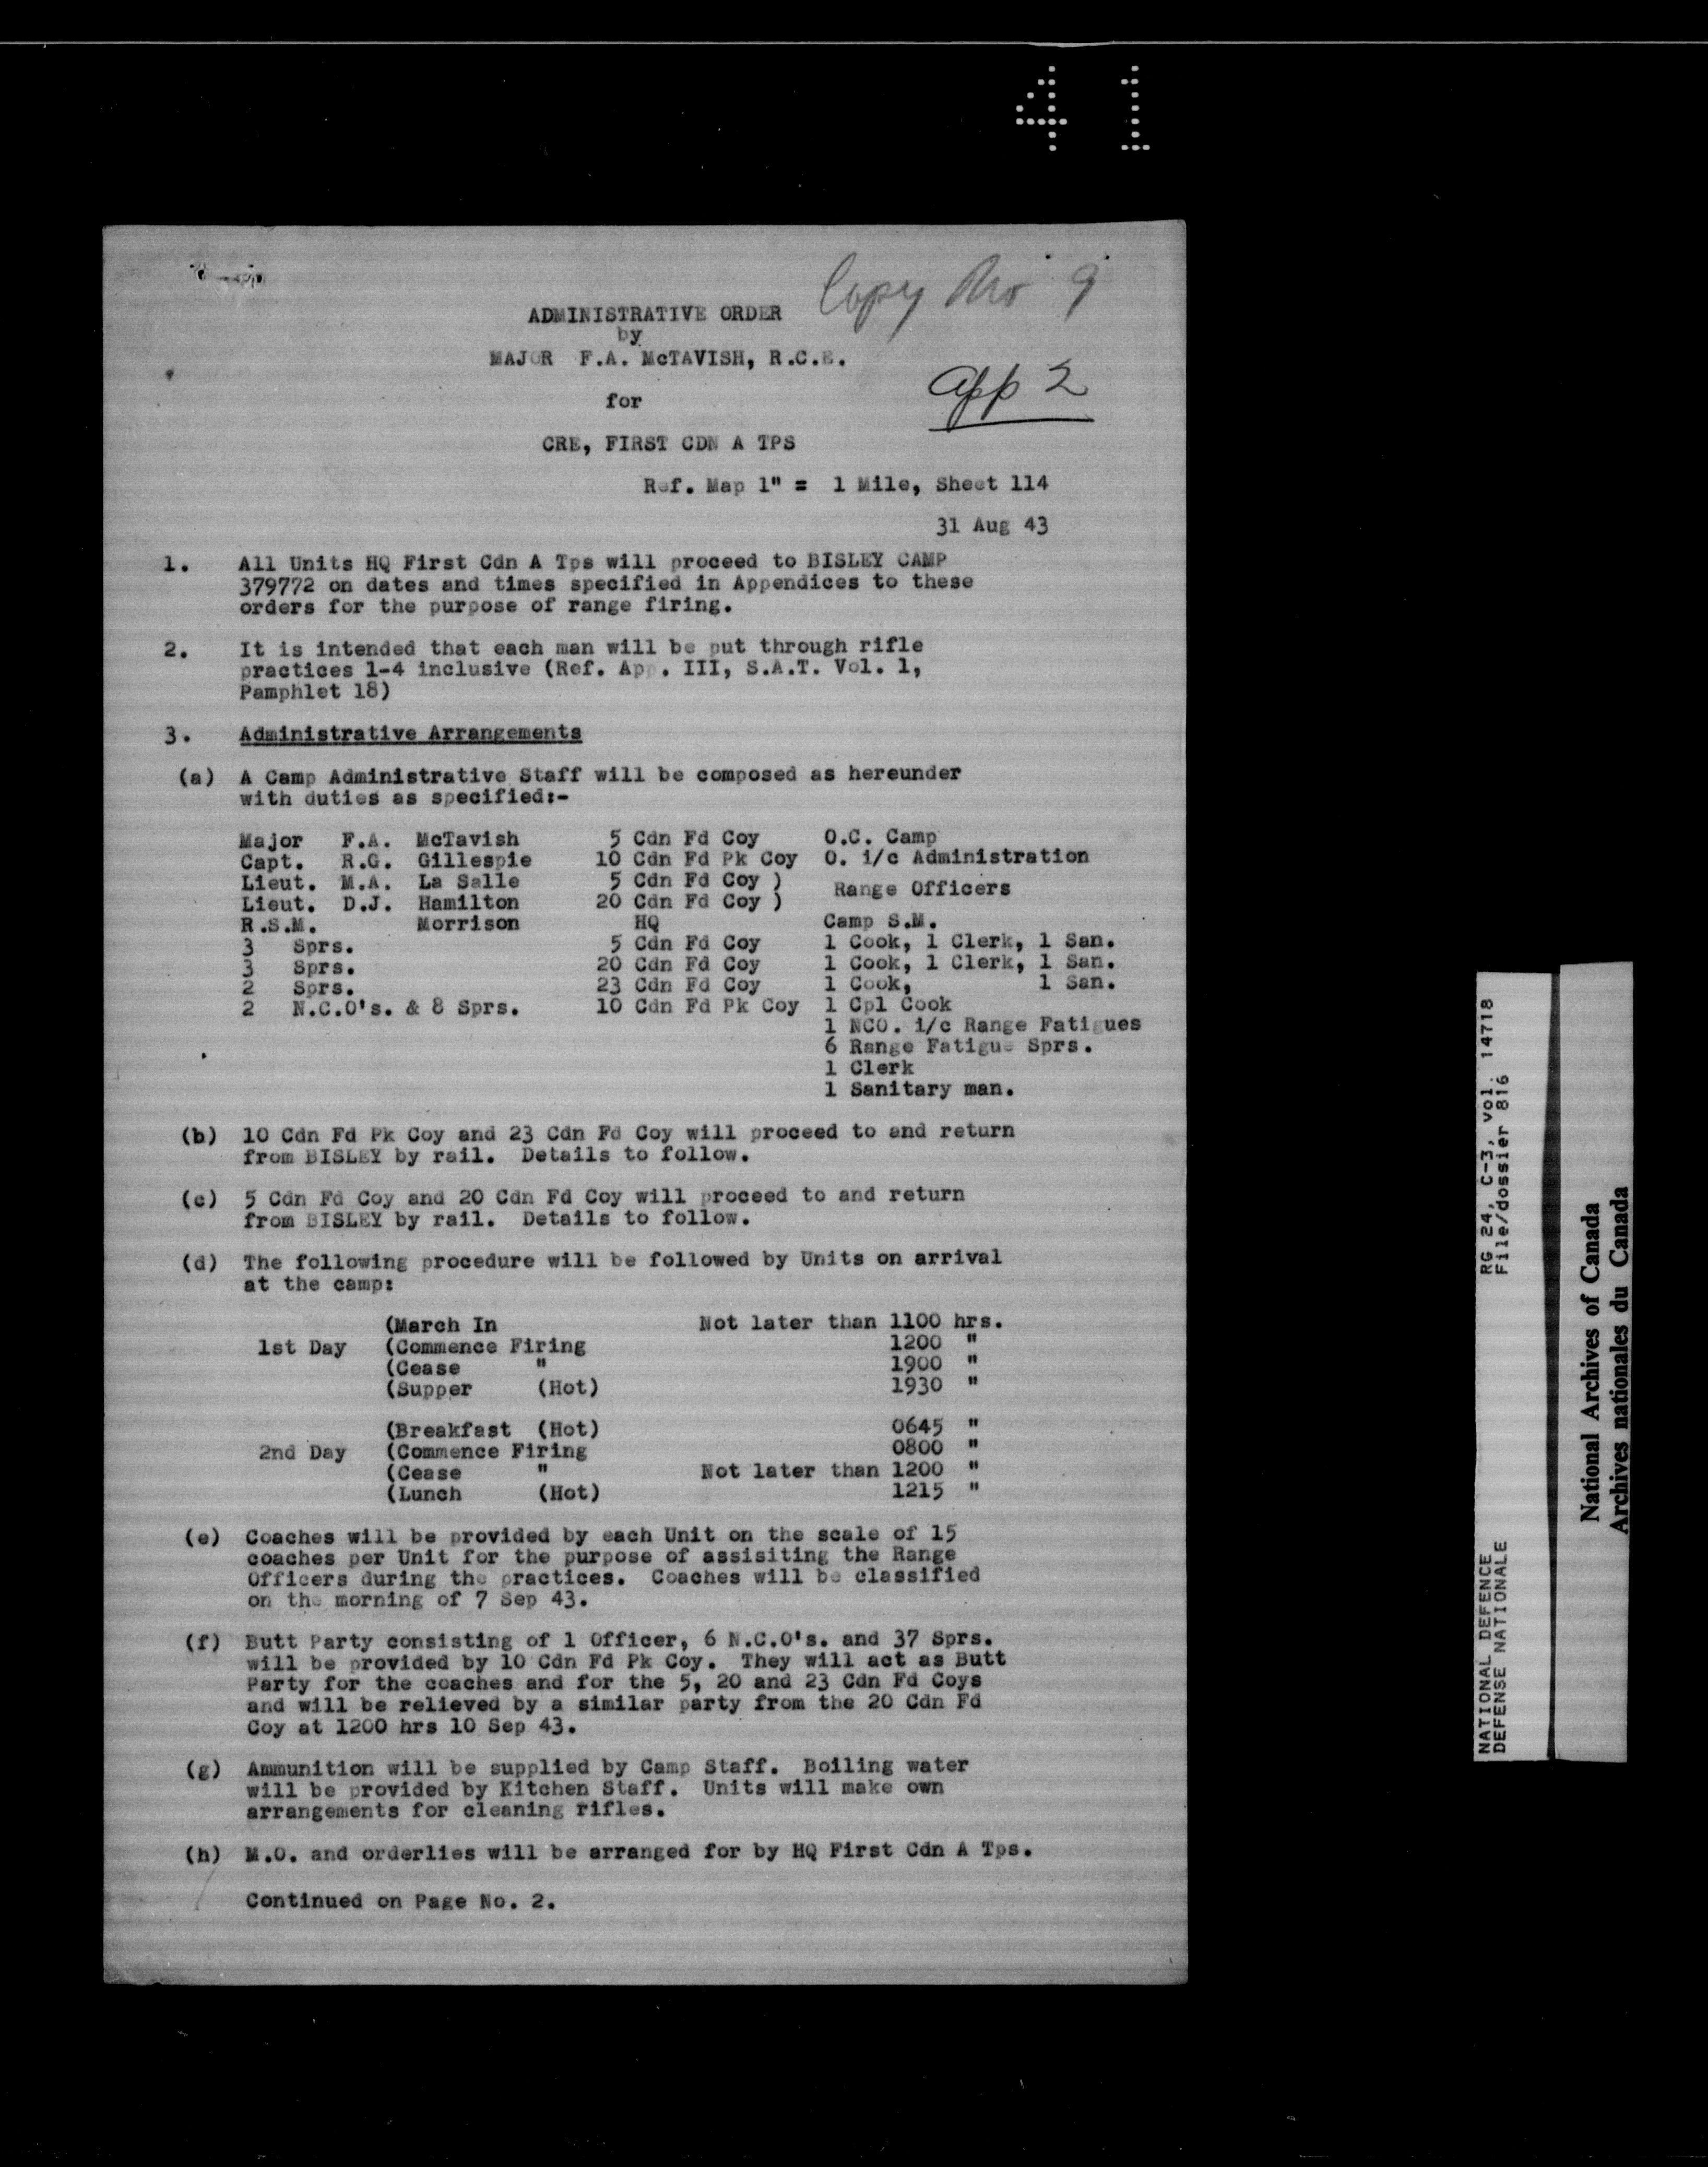 41
Copy No 9
ADMINISTRATIVE ORDER
by
MAJOR F.A. McTAVISH, R.C.E.
App 2
for
CRE, FIRST CDN A TPS
Ref. Map 1" = 1 Mile, Sheet 114
31 Aug 43
1. All Units HQ First Cdn A Tps will proceed to BISLEY CAMP
379772 on dates and times specified in Appendices to these
orders for the purpose of range firing.
2. It is intended that each man will be put through rifle
practices 1-4 inclusive (Ref. App. III, S.A.T. Vol. 1,
Pamphlet 18)
3. Administrative Arrangements
(a) A Camp Administrative Staff will be composed as hereunder
with duties as specified:-
Major F.A. McTavish 5 Cdn Fd Coy O.C. Camp
Capt. R.G. Gillespie 10 Cdn Fd Pk Coy O. i/c Administration
Lieut. M.A. La Salle 5 Cdn Fd Coy )
Range Officers
Lieut. D.J. Hamilton 20 Cdn Fd Coy )
R.S.M. Morrison HQ Camp S.M.
3 Sprs. 5 Cdn Fd Coy 1 Cook, 1 Clerk, 1 San.
3 Sprs. 20 Cdn Fd Coy 1 Cook, 1 Clerk, 1 San.
2 Sprs. 23 Cdn Fd Coy 1 Cook, 1 San.
2 N.C.O's. & 8 Sprs. 10 Cdn Fd Pk Coy 1 Cpl Cook
1 NCO. i/c Range Fatigues
6 Range Fatigue Sprs.
1 Clerk
1 Sanitary man.
(b) 10 Cdn Fd Pk Coy and 23 Cdn Fd Coy will proceed to and return
from BISLEY by rail. Details to follow.
(c) 5 Cdn Fd Coy and 20 Cdn Fd Coy will proceed to and return
from BISLEY by rail. Details to follow.
(d) The following procedure will be followed by Units on arrival
at the camp:
(March In Not later than 1100 hrs.
1st Day (Commence Firing 1200 "
(Cease " 1900 "
(Supper (Hot) 1930 "
(Breakfast (Hot) 0645 "
2nd Day (Commence Firing 0800 "
(Cease " Not later than 1200 "
(Lunch (Hot) 1215 "
(e) Coaches will be provided by each Unit on the scale of 15
coaches per Unit for the purpose of assisiting the Range
Officers during the practices. Coaches will be classified
on the morning of 7 Sep 43.
(f) Butt Party consisting of 1 Officer, 6 N.C.O's. and 37 Sprs.
will be provided by 10 Cdn Fd Pk Coy. They will act as Butt
Party for the coaches and for the 5, 20 and 23 Cdn Fd Coys
and will be relieved by a similar party from the 20 Cdn Fd
Coy at 1200 hrs 10 Sep 43.
(g) Ammunition will be supplied by Camp Staff. Boiling water
will be provided by Kitchen Staff. Units will make own
arrangements for cleaning rifles.
(h) M.O. and orderlies will be arranged for by HQ First Cdn A Tps.
Continued on Page No. 2.
NATIONAL DEFENCE RG 24, C-3, vol. 14718
DEFENSE NATIONALE File/dossier 816
National Archives of Canada
Archives nationales du Canada